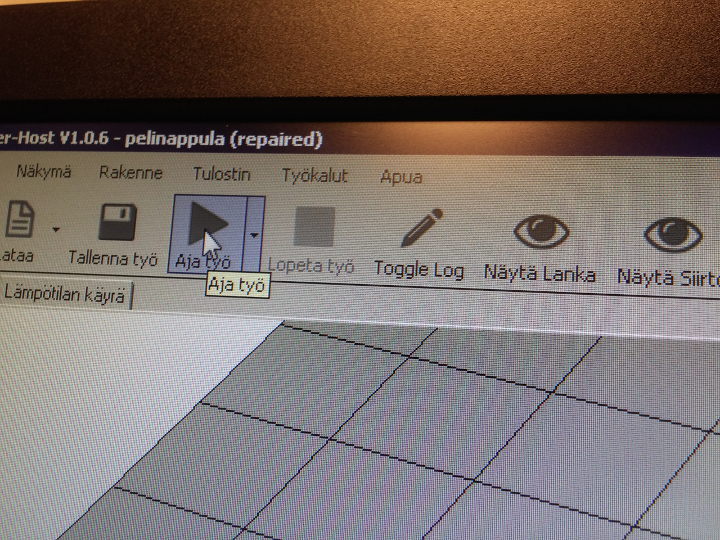 er-Host V1.0.6 - pelinappula (repaired)
Näkymä Rakenne Tulostin Työkalut Apua
Lataa Tallenna työ Aja työ Lopeta työ Toggle Log Näytä Lanka Näytä Siirto
Aja työ
Lämpötilan käyrä